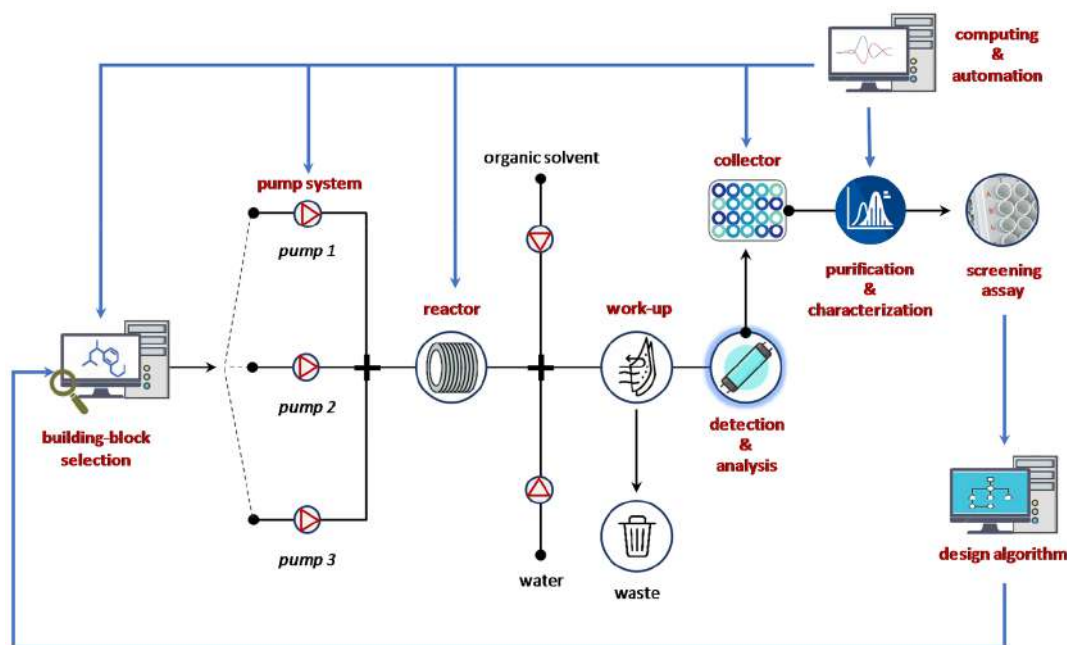 computing
&
automation
organic solvent
collector
pump system
pump 1
purification
&
characterization
screening
assay
reactor
work-up
pump 2
building-block
selection
detection
&
analysis
pump 3
design algorithm
water
waste